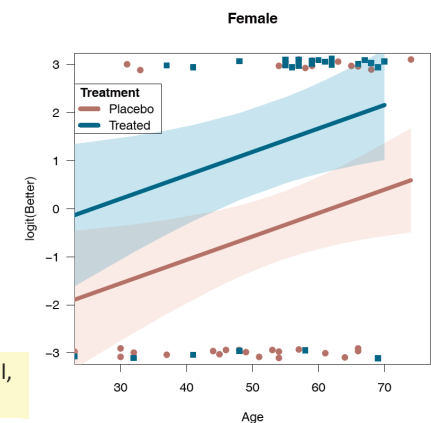 Female
Treatment
Placebo
Treated
logit(Better)
3
2
1
0
−1
−2
−3
30 40 50 60 70
Age
l,